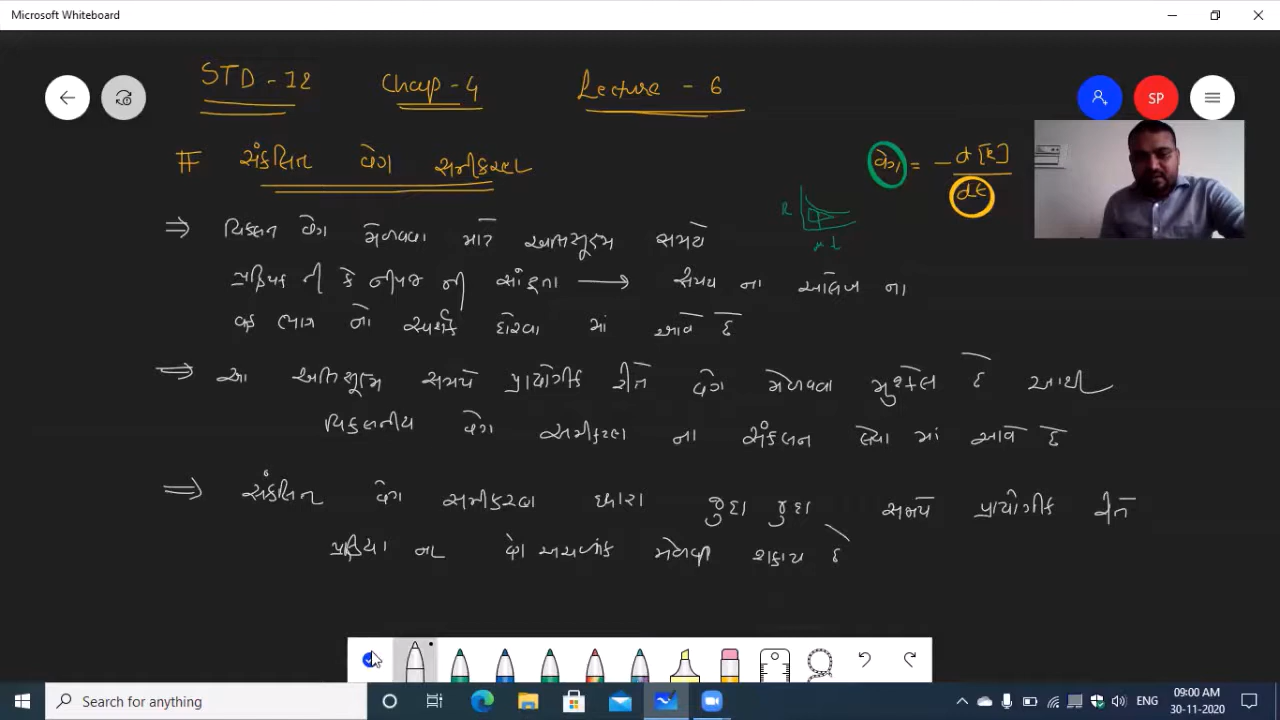 Microsoft Whiteboard
STD - 12 Chap - 4 Lecture - 6
સંકલિત વેગ સમીકરણ
વેગ = - d[R] / dt
SP
R
t
⇒ વિકલન વેગ મેળવવા માટે અતિસૂક્ષ્મ સમયે
પ્રક્રિયક ની કે નીપજ ની સાંદ્રતા → સમય ના આલેખ ના
વક્ર ભાગ નો સ્પર્શક દોરવા માં આવે છે
⇒ આ અતિસૂક્ષ્મ સમયે પ્રાયોગીક રીતે વેગ મેળવવા મુશ્કેલ છે આથી
વિકલનીય વેગ સમીકરણ ના સંકલન લેવા માં આવે છે
⇒ સંકલિત વેગ સમીકરણ દ્વારા જુદા જુદા સમયે પ્રાયોગીક રીતે
પ્રક્રિયા ના વેગ અચળાંક મેળવી શકાય છે
Search for anything
ENG
09:00 AM
30-11-2020